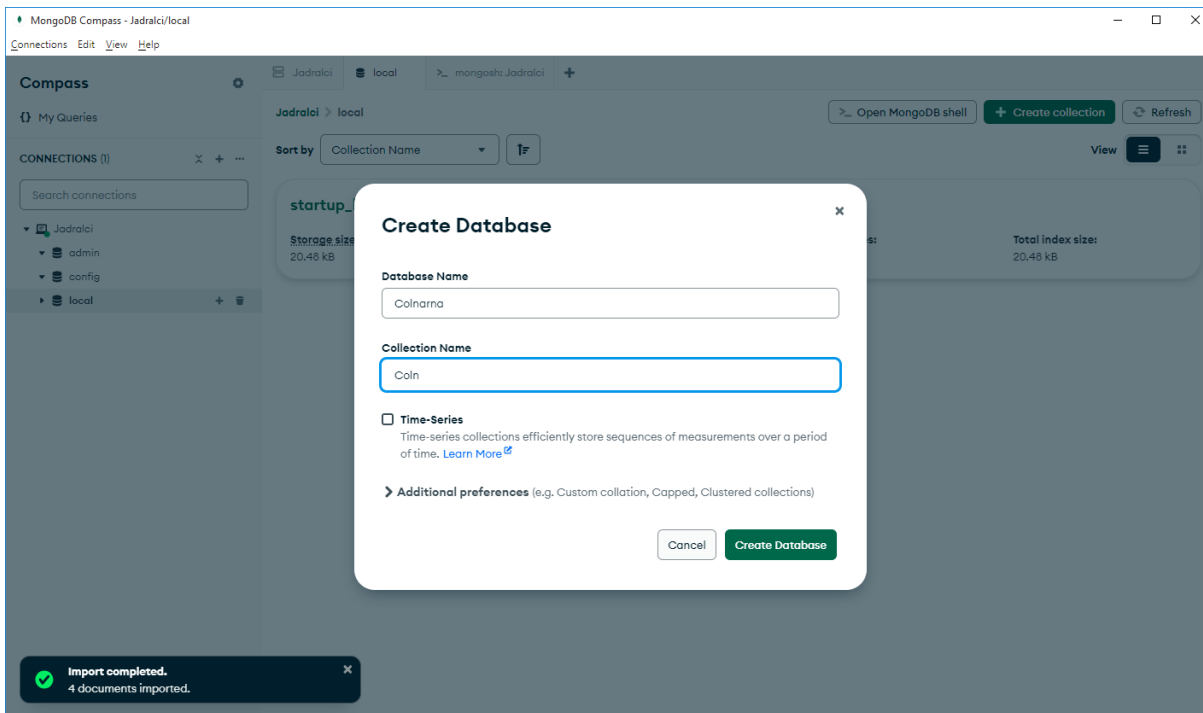 MongoDB Compass - Jadralci/local
Connections Edit View Help
Compass
Jadralci local >_ mongosh: Jadralci +
{} My Queries
Jadralci > local
>_ Open MongoDB shell + Create collection Refresh
CONNECTIONS (1)
Sort by Collection Name
View
Search connections
Jadralci
admin
config
local
startup_
Storage size
20.48 kB
s:
Total index size:
20.48 kB
Create Database
Database Name
Colnarna
Collection Name
Coln
Time-Series
Time-series collections efficiently store sequences of measurements over a period
of time. Learn More
Additional preferences (e.g. Custom collation, Capped, Clustered collections)
Cancel Create Database
Import completed.
4 documents imported.